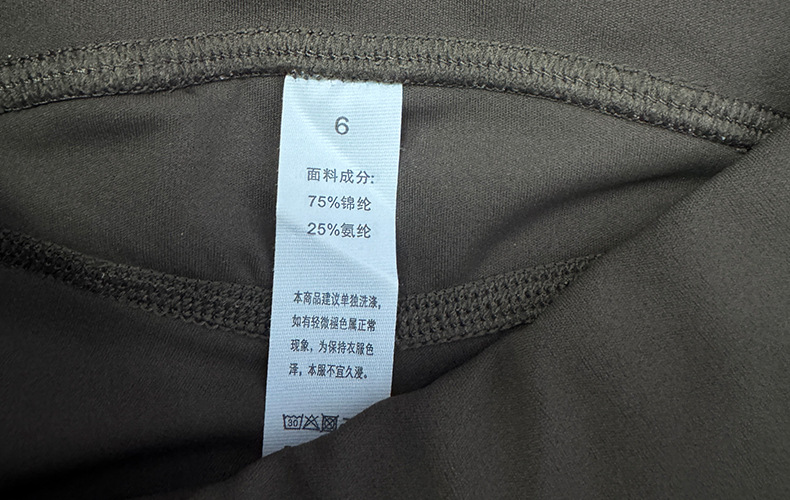 6
面料成分:
75%锦纶
25%氨纶
本商品建议单独洗涤,
如有轻微褪色属正常
现象，为保持衣服色
泽，本服不宜久浸。
30